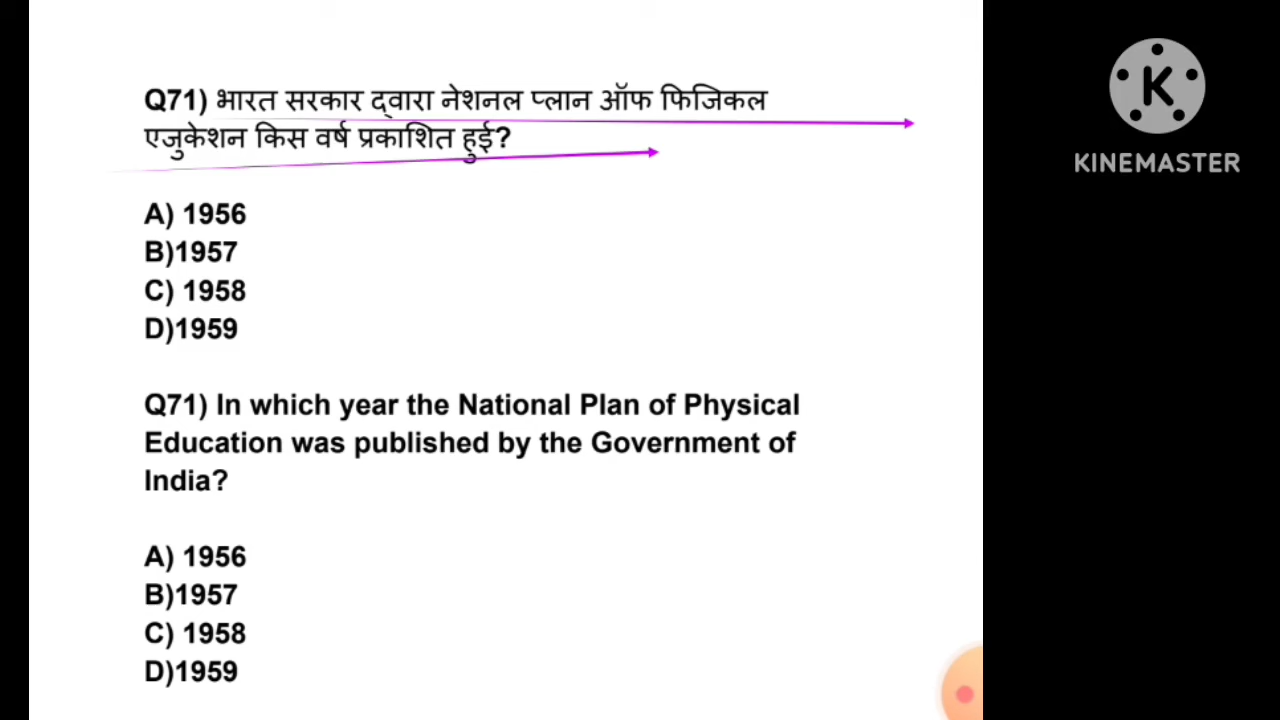 Q71) भारत सरकार द्वारा नेशनल प्लान ऑफ फिजिकल
एजुकेशन किस वर्ष प्रकाशित हुई?
A) 1956
B)1957
C) 1958
D)1959
Q71) In which year the National Plan of Physical
Education was published by the Government of
India?
A) 1956
B)1957
C) 1958
D)1959
K
KINEMASTER